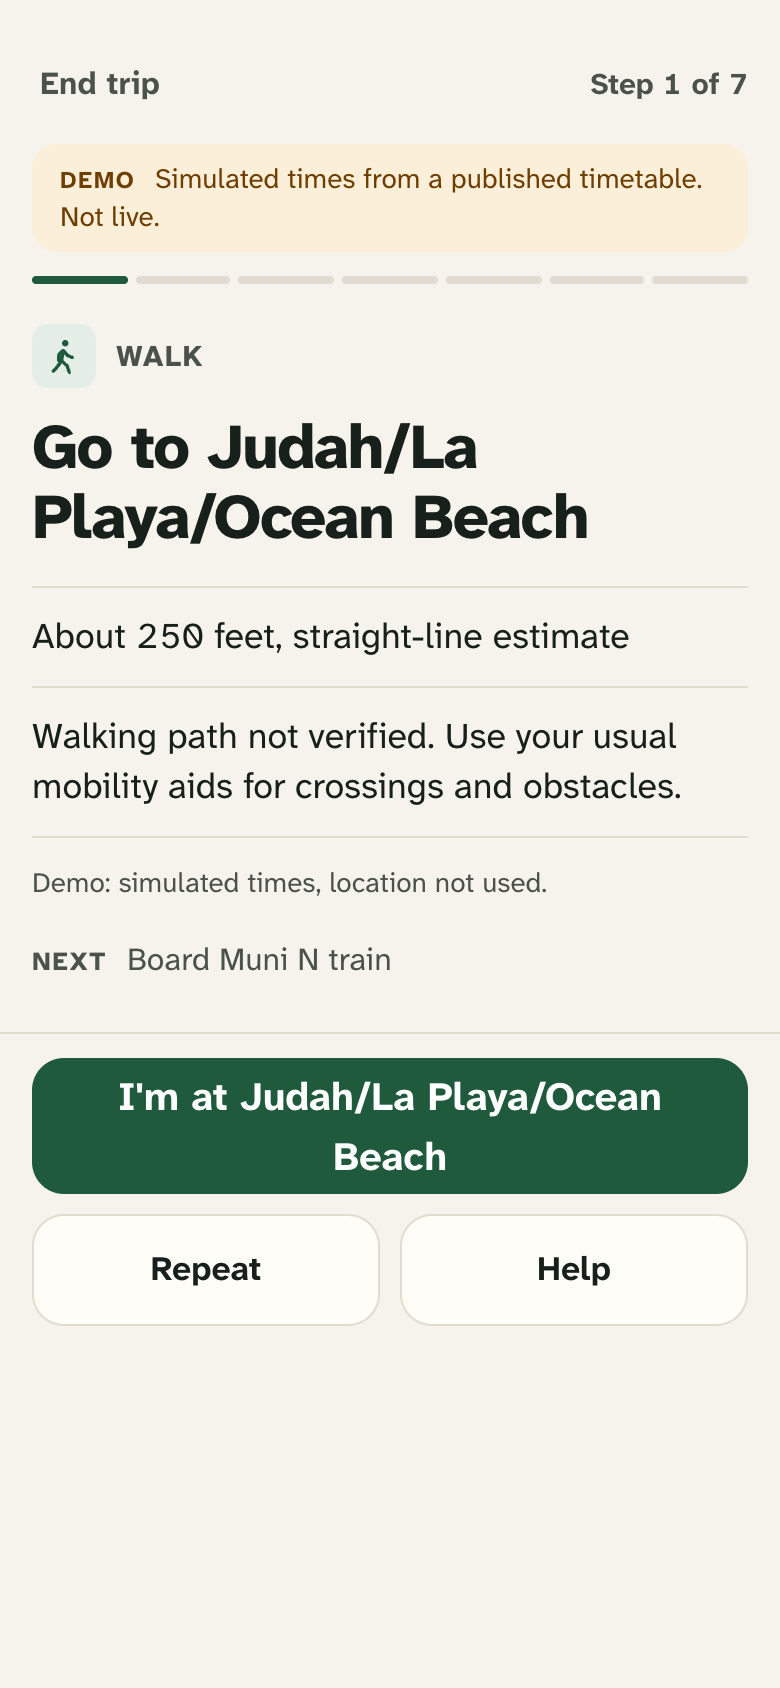 End trip
Step 1 of 7
DEMO Simulated times from a published timetable.
Not live.
WALK
Go to Judah/La
Playa/Ocean Beach
About 250 feet, straight-line estimate
Walking path not verified. Use your usual
mobility aids for crossings and obstacles.
Demo: simulated times, location not used.
NEXT Board Muni N train
I'm at Judah/La Playa/Ocean
Beach
Repeat
Help